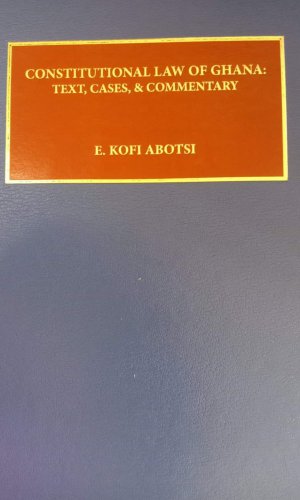 CONSTITUTIONAL LAW OF GHANA:
TEXT, CASES, & COMMENTARY
E. KOFI ABOTSI